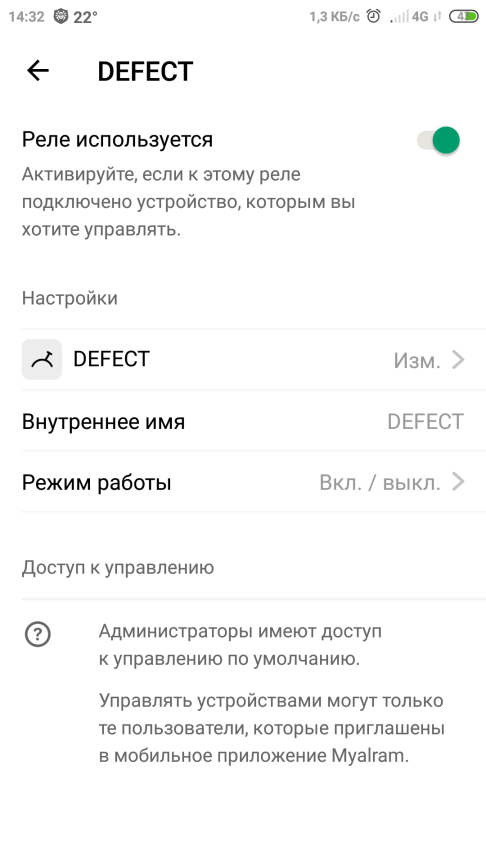 14:32 22°
1,3 КБ/с 4G 43
DEFECT
Реле используется
Активируйте, если к этому реле
подключено устройство, которым вы
хотите управлять.
Настройки
DEFECT Изм.
Внутреннее имя DEFECT
Режим работы Вкл. / выкл.
Доступ к управлению
Администраторы имеют доступ
к управлению по умолчанию.
Управлять устройствами могут только
те пользователи, которые приглашены
в мобильное приложение Myalram.